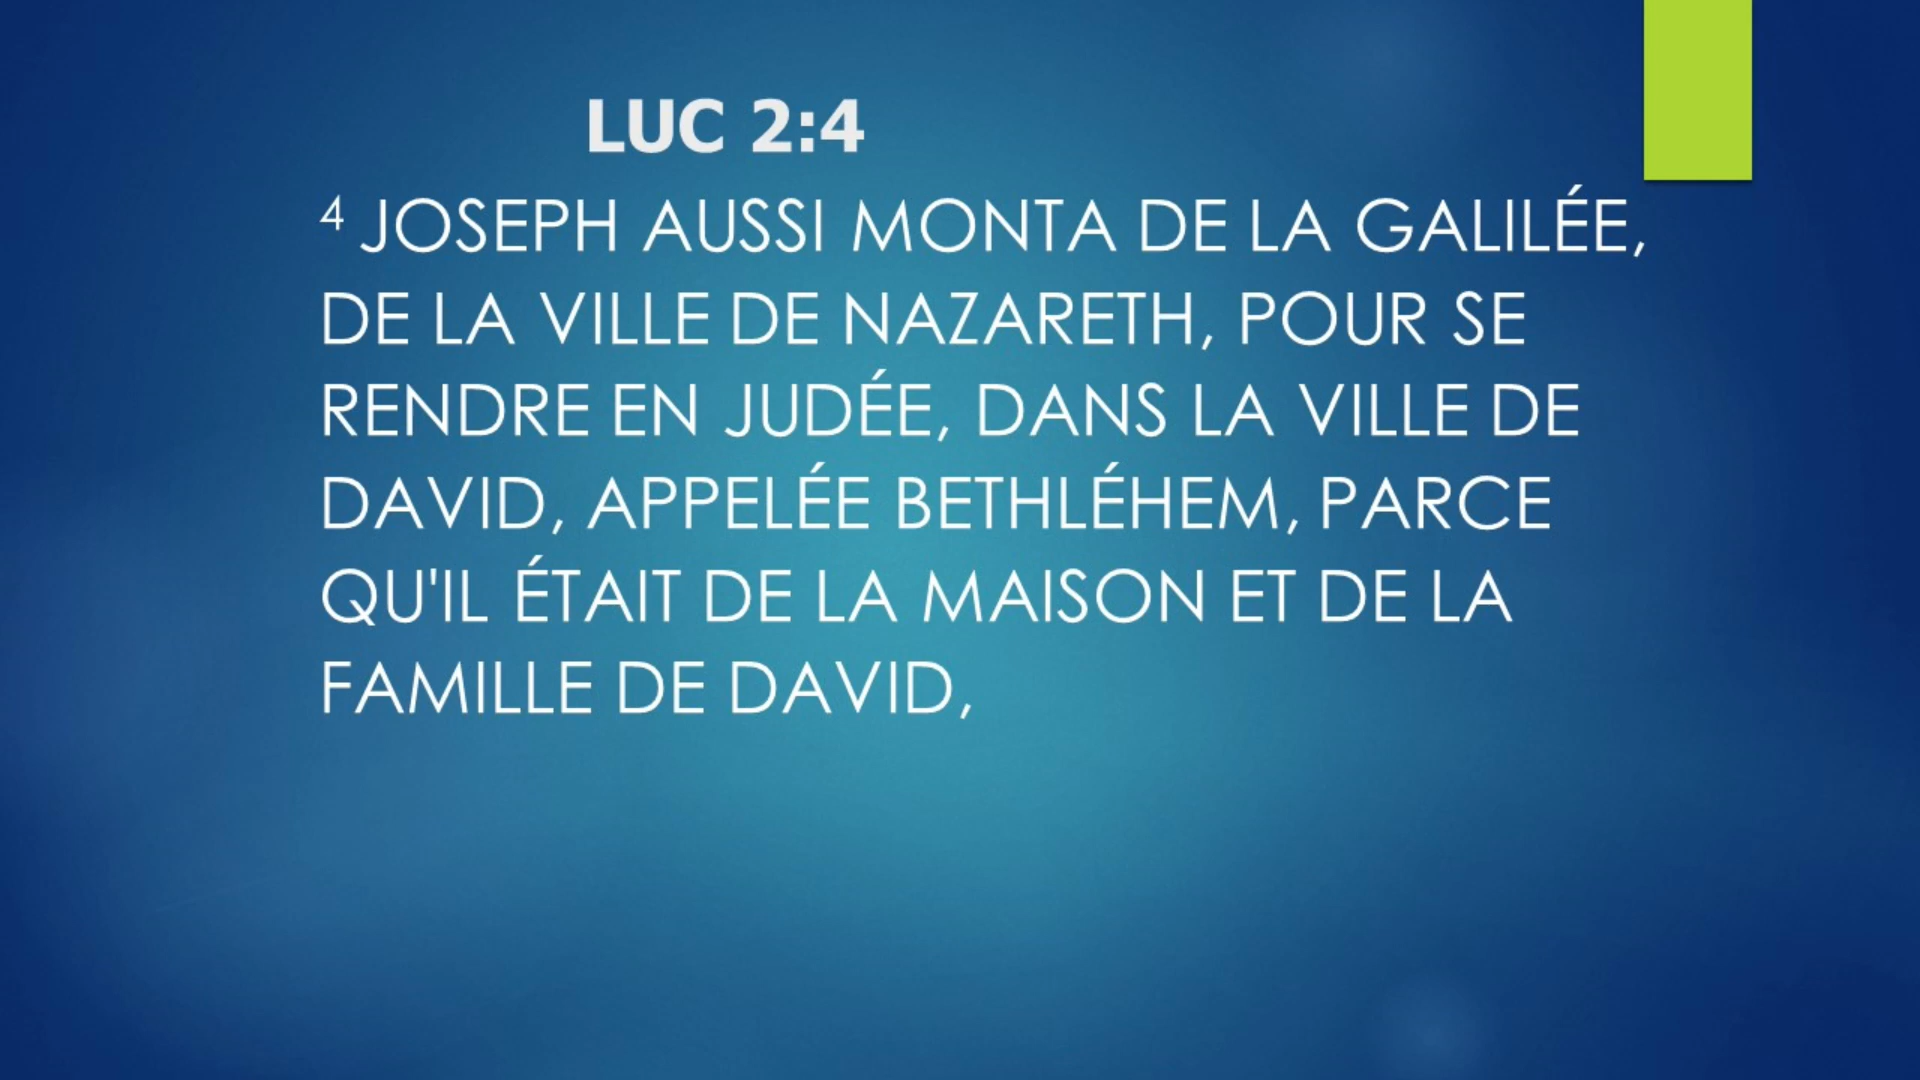 LUC 2:4
4 JOSEPH AUSSI MONTA DE LA GALILÉE,
DE LA VILLE DE NAZARETH, POUR SE
RENDRE EN JUDÉE, DANS LA VILLE DE
DAVID, APPELÉE BETHLÉHEM, PARCE
QU'IL ÉTAIT DE LA MAISON ET DE LA
FAMILLE DE DAVID,